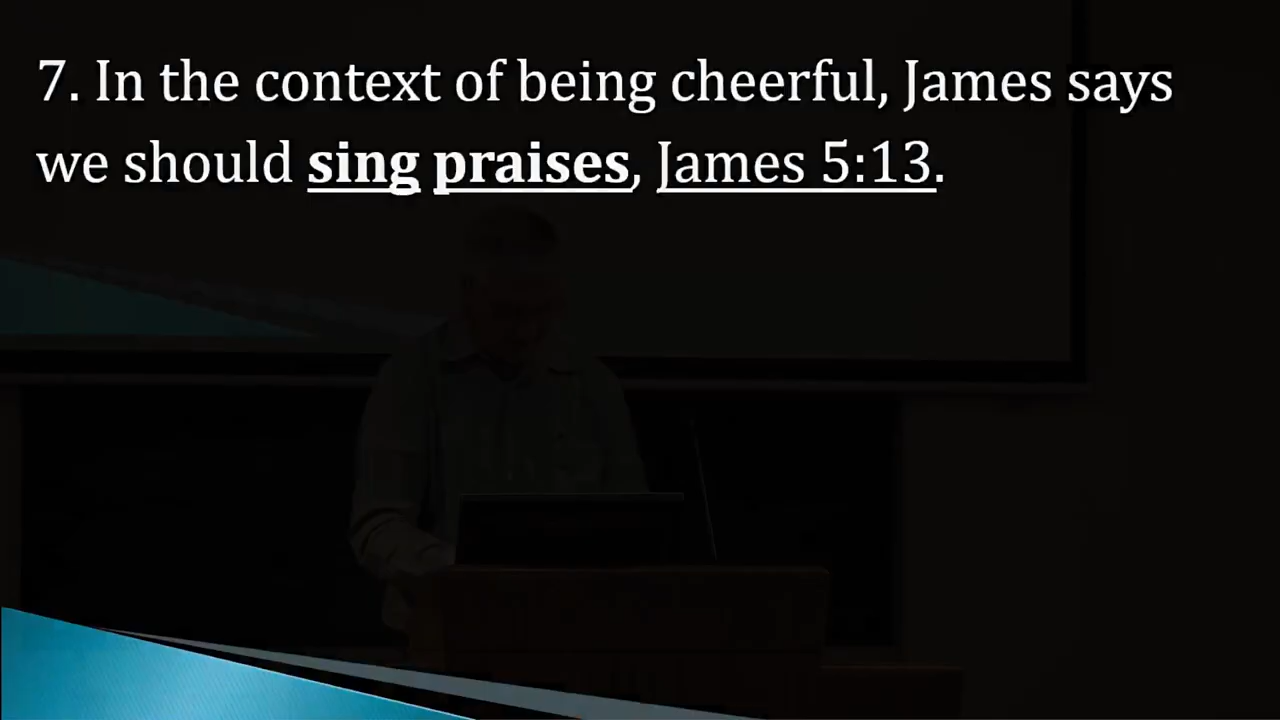 7. In the context of being cheerful, James says
we should sing praises, James 5:13.